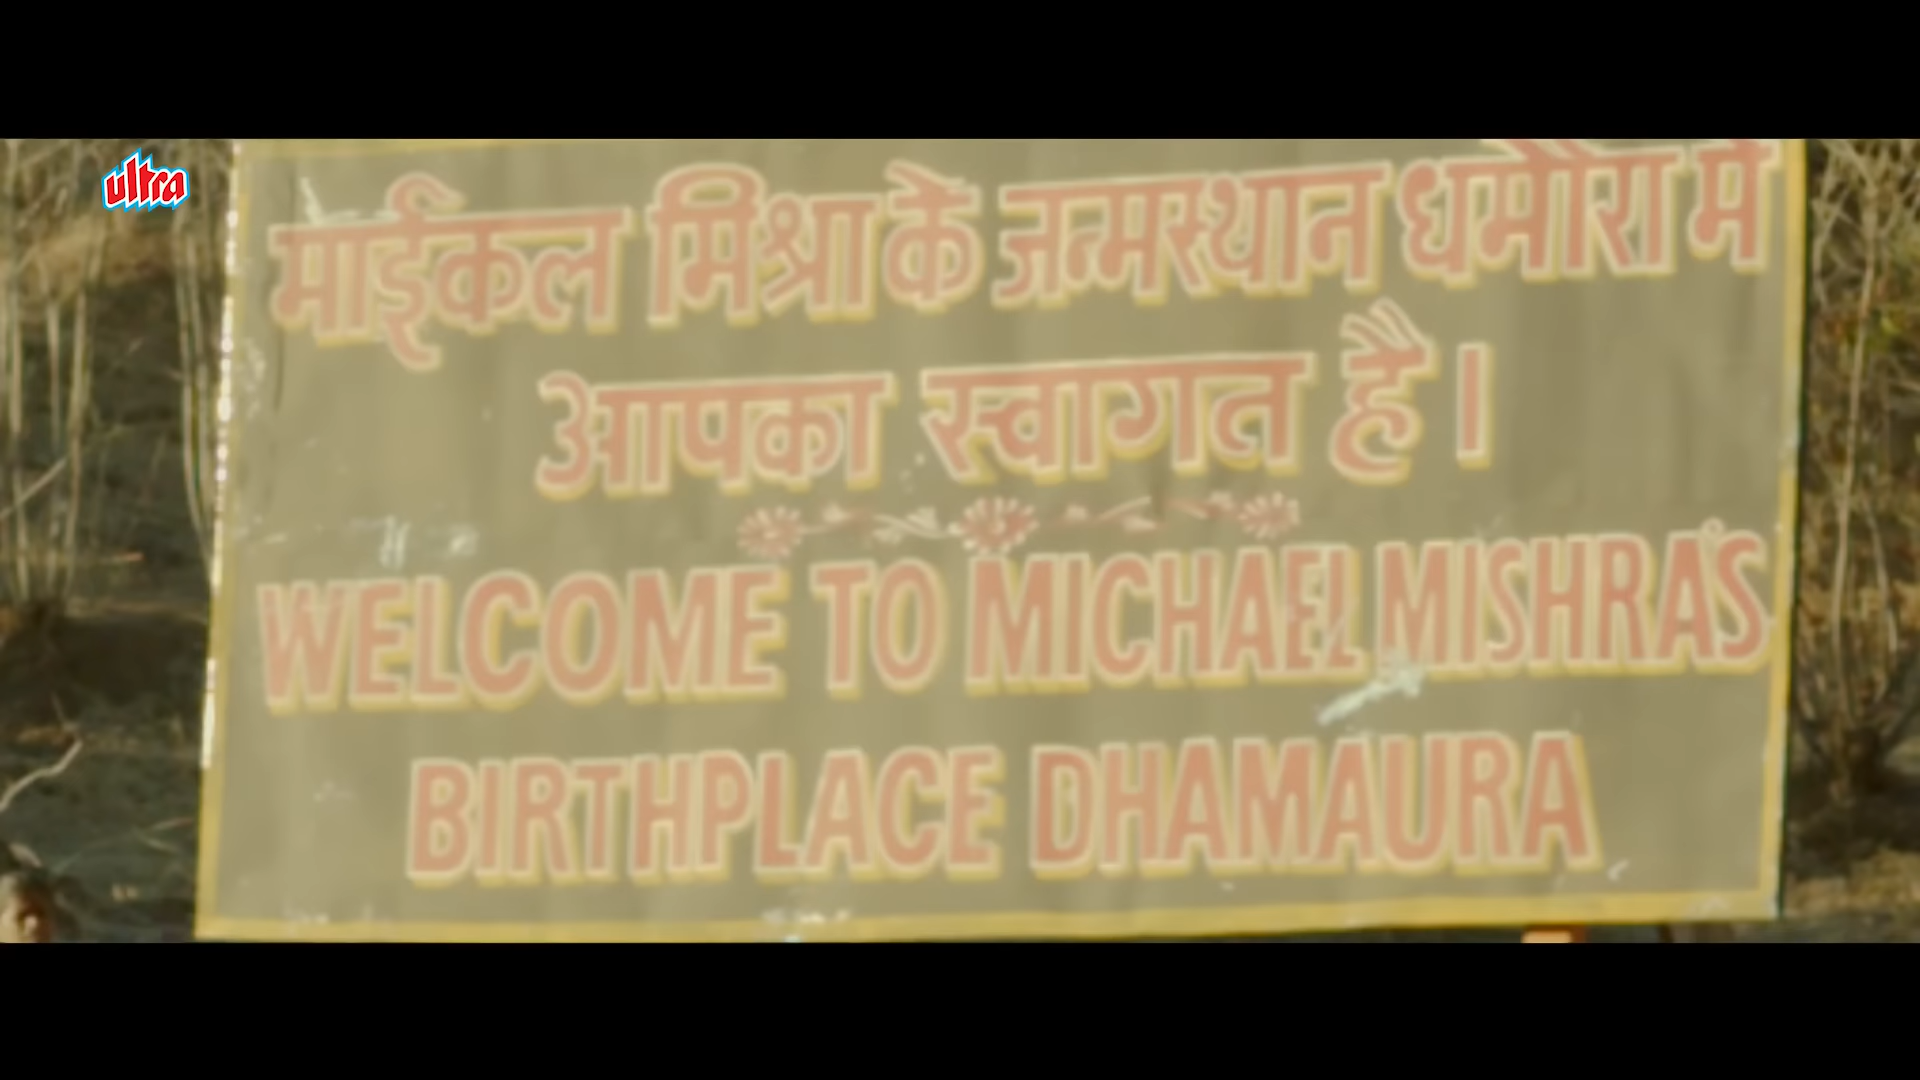 ultra
माईकल मिश्रा के जन्मस्थान धमौरा में
आपका स्वागत है।
WELCOME TO MICHAEL MISHRA'S
BIRTHPLACE DHAMAURA